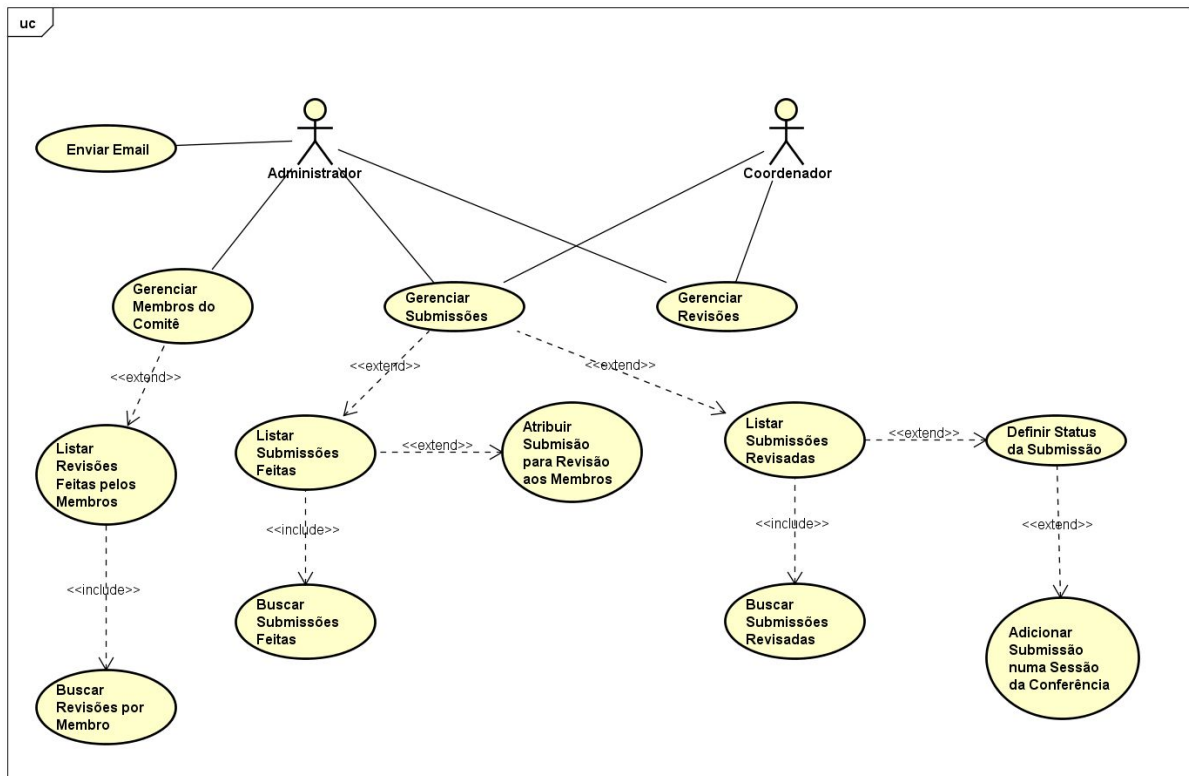 uc
Enviar Email
Administrador
Coordenador
Gerenciar
Membros do
Comitê
Gerenciar
Submissões
Gerenciar
Revisões
<<extend>>
<<extend>>
<<extend>>
Listar
Revisões
Feitas pelos
Membros
Listar
Submissões
Feitas
<<extend>>
Atribuir
Submisão
para Revisão
aos Membros
Listar
Submissões
Revisadas
<<extend>>
Definir Status
da Submissão
<<include>>
<<include>>
<<include>>
<<extend>>
Buscar
Submissões
Feitas
Buscar
Submissões
Revisadas
Adicionar
Submissão
numa Sessão
da Conferência
Buscar
Revisões por
Membro